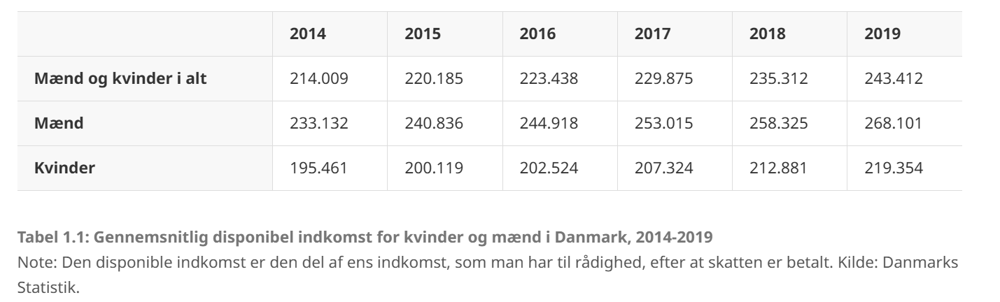 2014 2015 2016 2017 2018 2019
Mænd og kvinder i alt 214.009 220.185 223.438 229.875 235.312 243.412
Mænd 233.132 240.836 244.918 253.015 258.325 268.101
Kvinder 195.461 200.119 202.524 207.324 212.881 219.354
Tabel 1.1: Gennemsnitlig disponibel indkomst for kvinder og mænd i Danmark, 2014-2019
Note: Den disponible indkomst er den del af ens indkomst, som man har til rådighed, efter at skatten er betalt. Kilde: Danmarks
Statistik.